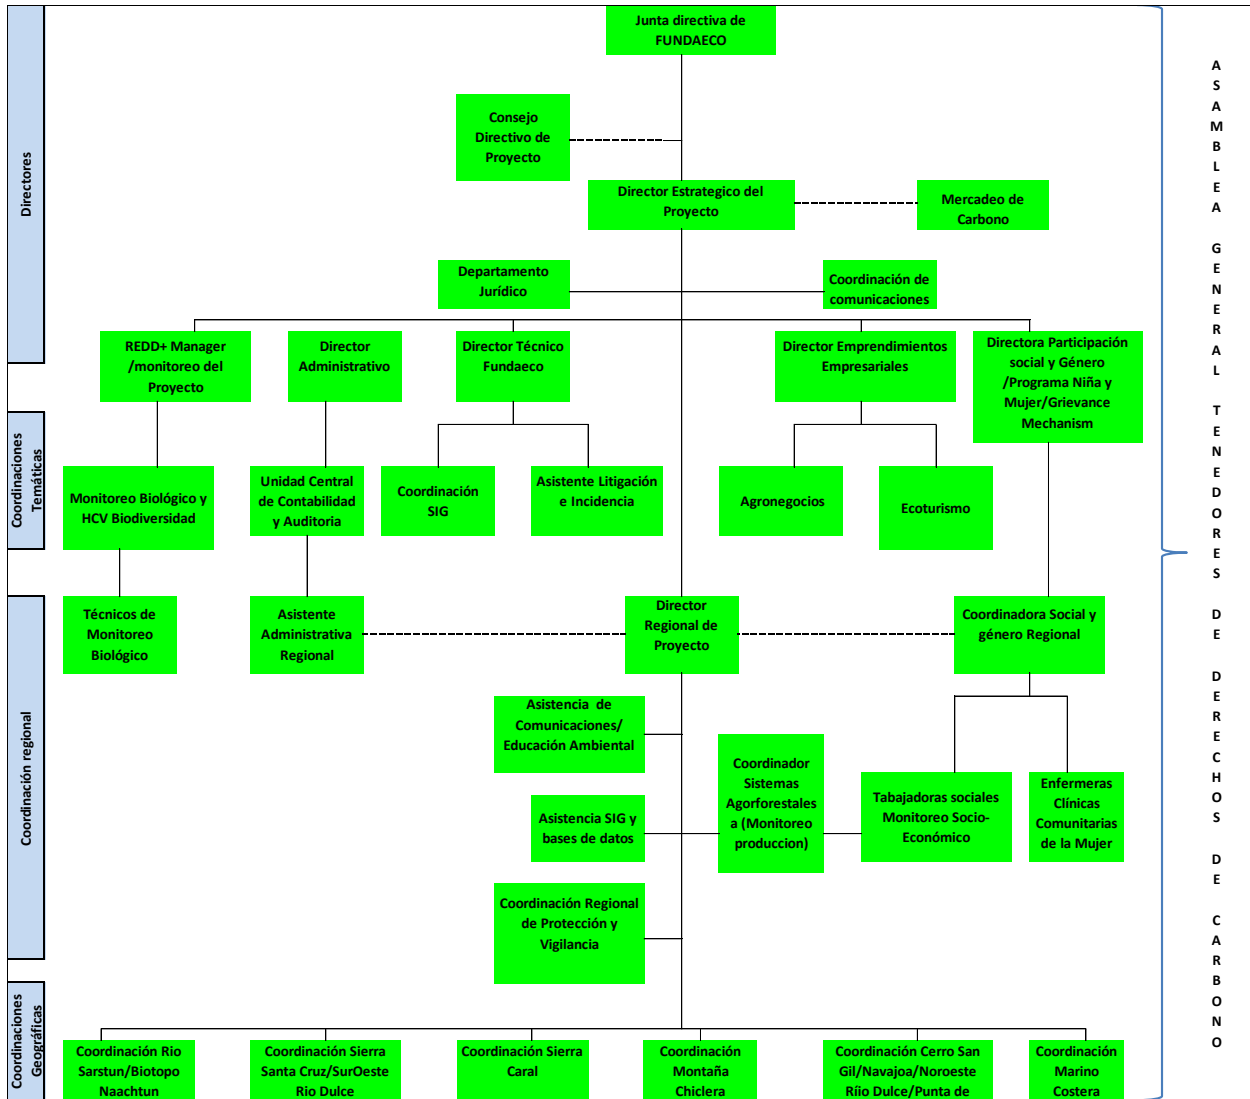 Junta directiva de
FUNDAECO
Consejo
Directivo de
Proyecto
Director Estrategico del
Proyecto
Mercadeo de
Carbono
Departamento
Jurídico
Coordinación de
comunicaciones
REDD+ Manager
/monitoreo del
Proyecto
Director
Administrativo
Director Técnico
Fundaeco
Director Emprendimientos
Empresariales
Directora Participación
social y Género
/Programa Niña y
Mujer/Grievance
Mechanism
Monitoreo Biológico y
HCV Biodiversidad
Unidad Central
de Contabilidad
y Auditoria
Coordinación
SIG
Asistente Litigación
e Incidencia
Agronegocios
Ecoturismo
Técnicos de
Monitoreo
Biológico
Asistente
Administrativa
Regional
Director
Regional de
Proyecto
Coordinadora Social y
género Regional
Asistencia de
Comunicaciones/
Educación Ambiental
Coordinador
Sistemas
Agorforestales
a (Monitoreo
produccion)
Tabajadoras sociales
Monitoreo Socio-
Económico
Enfermeras
Clínicas
Comunitarias
de la Mujer
Asistencia SIG y
bases de datos
Coordinación Regional
de Protección y
Vigilancia
Coordinación Rio
Sarstun/Biotopo
Naachtun
Coordinación Sierra
Santa Cruz/SurOeste
Rio Dulce
Coordinación Sierra
Caral
Coordinación
Montaña
Chiclera
Coordinación Cerro San
Gil/Navajoa/Noroeste
Ríio Dulce/Punta de
Coordinación
Marino
Costera
Directores
Coordinaciones
Temáticas
Coordinación regional
Coordinaciones
Geográficas
ASAMBLEA GENERAL TENEDORES DE DERECHOS DE CARBONO